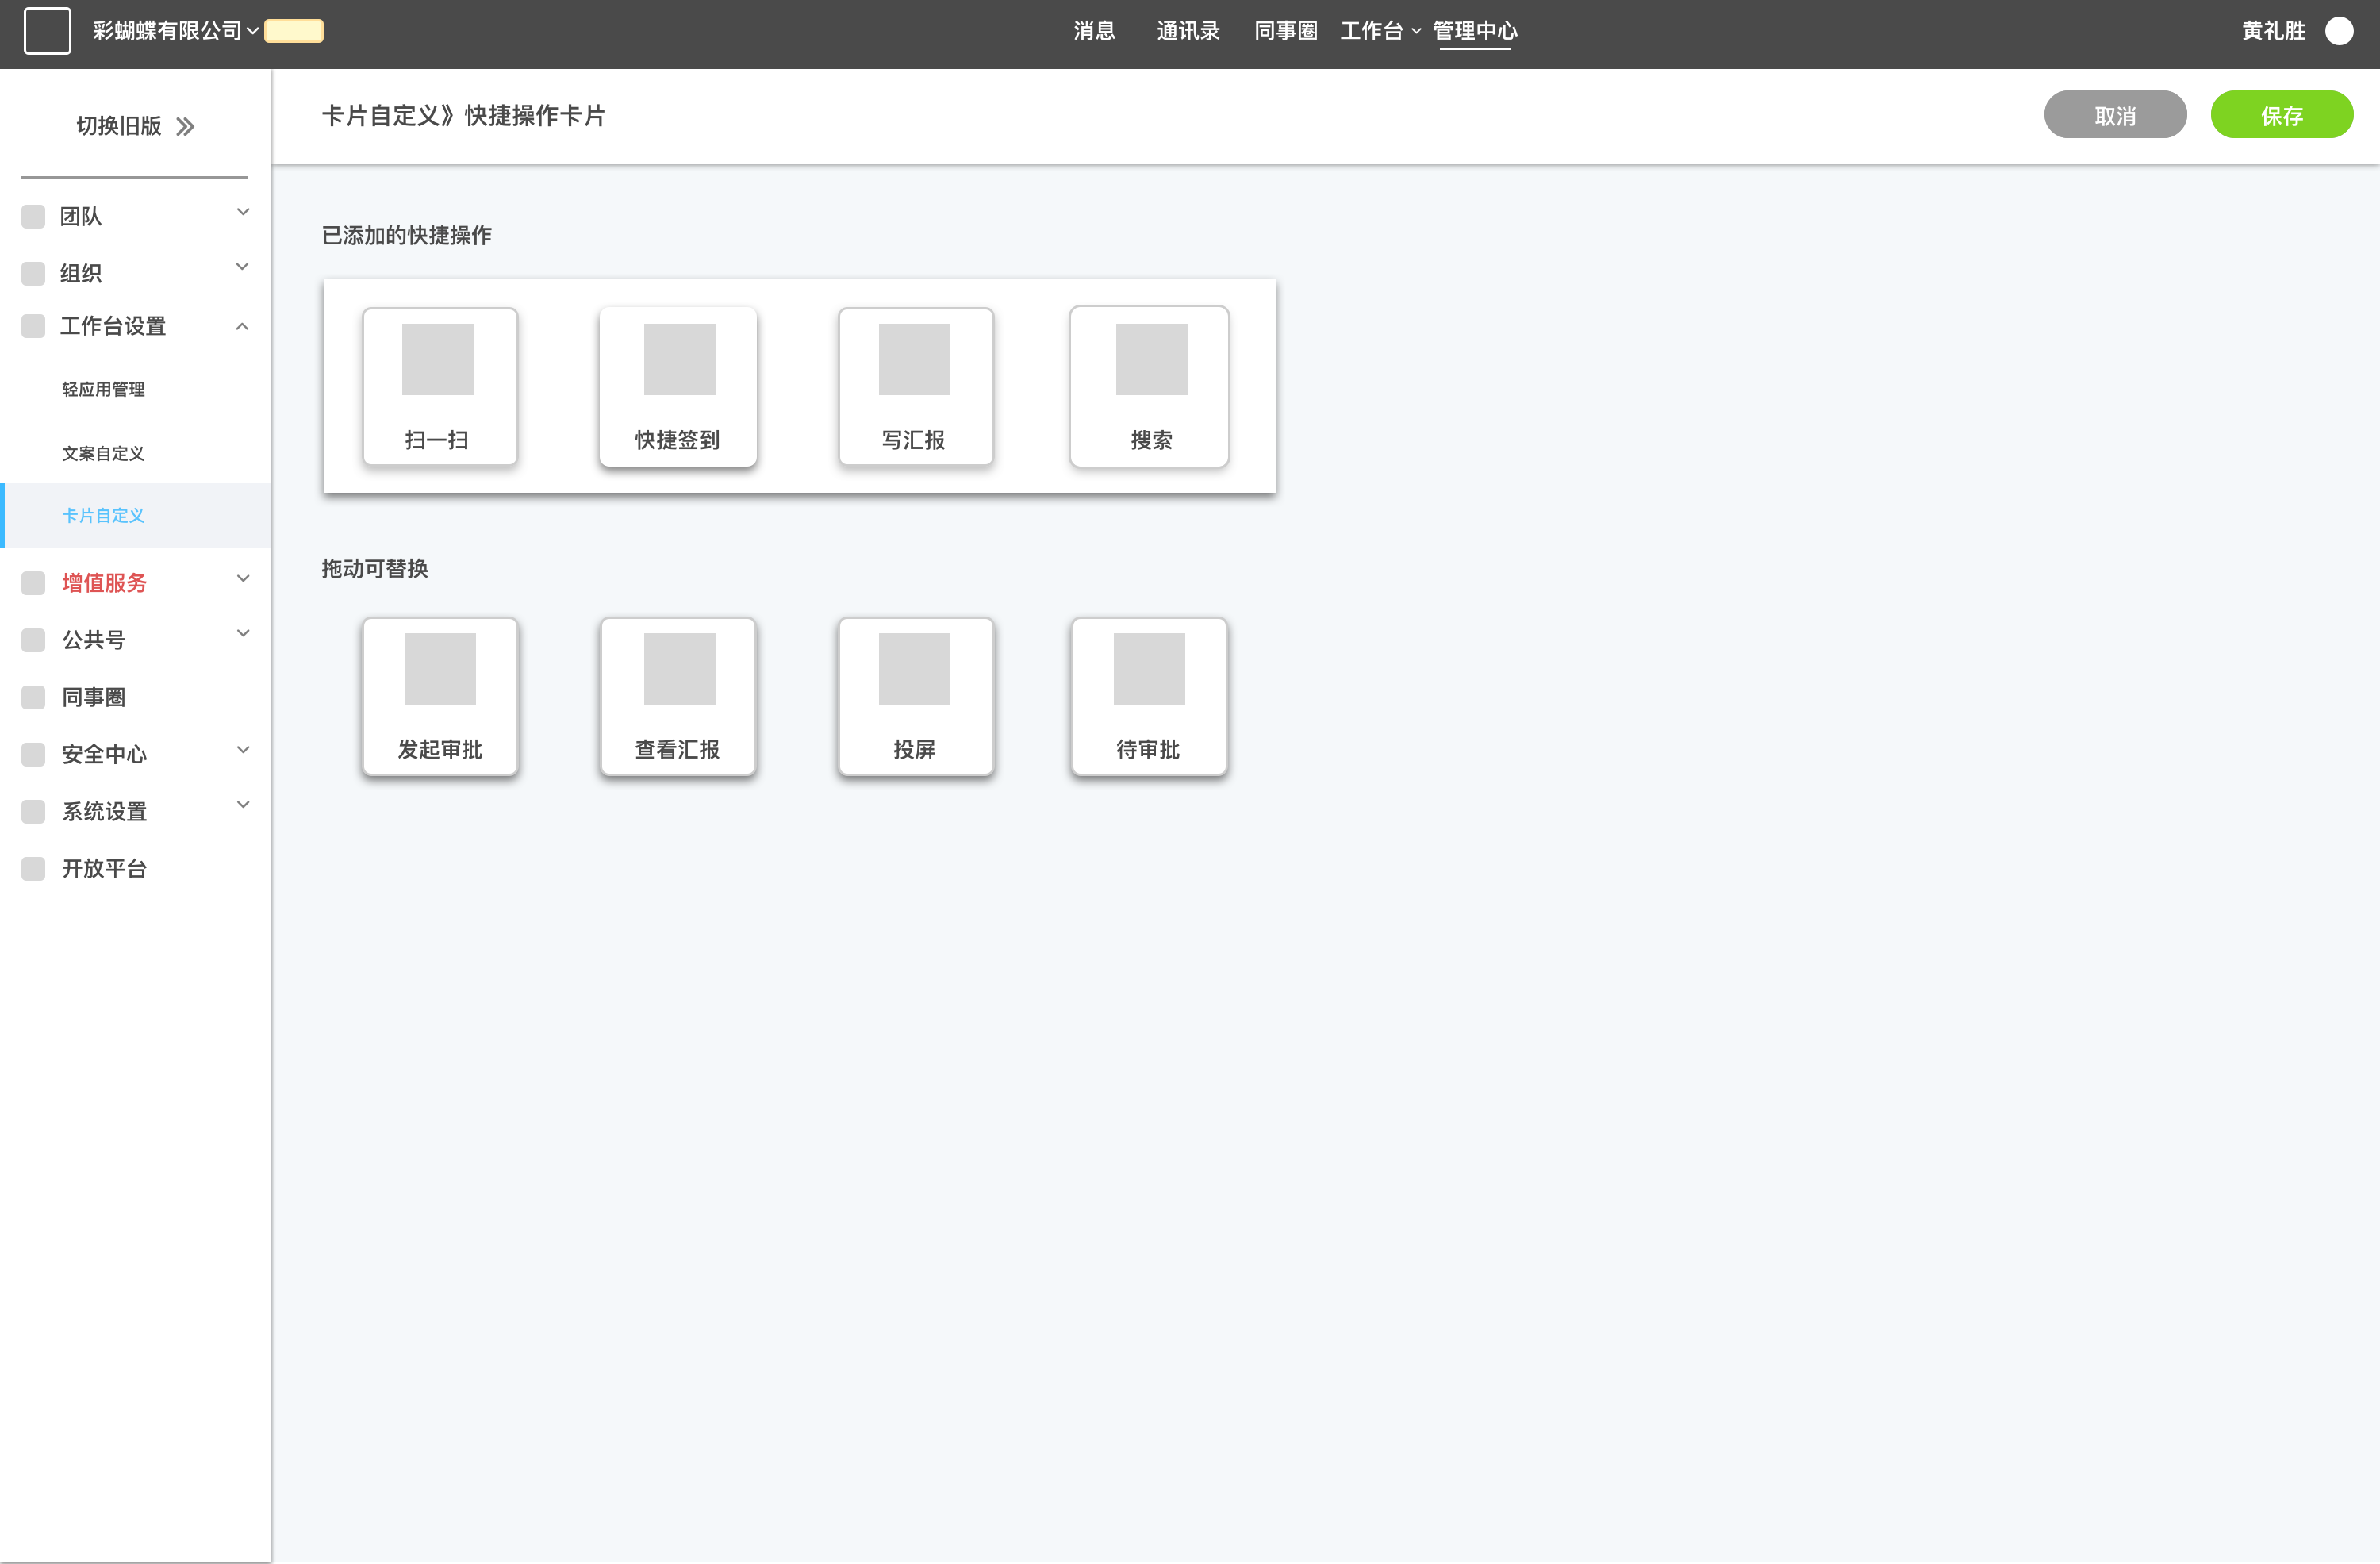 彩蝴蝶有限公司
消息 通讯录 同事圈 工作台 管理中心
黄礼胜
切换旧版
团队
组织
工作台设置
轻应用管理
文案自定义
卡片自定义
增值服务
公共号
同事圈
安全中心
系统设置
开放平台
卡片自定义》快捷操作卡片
取消 保存
已添加的快捷操作
扫一扫 快捷签到 写汇报 搜索
拖动可替换
发起审批 查看汇报 投屏 待审批